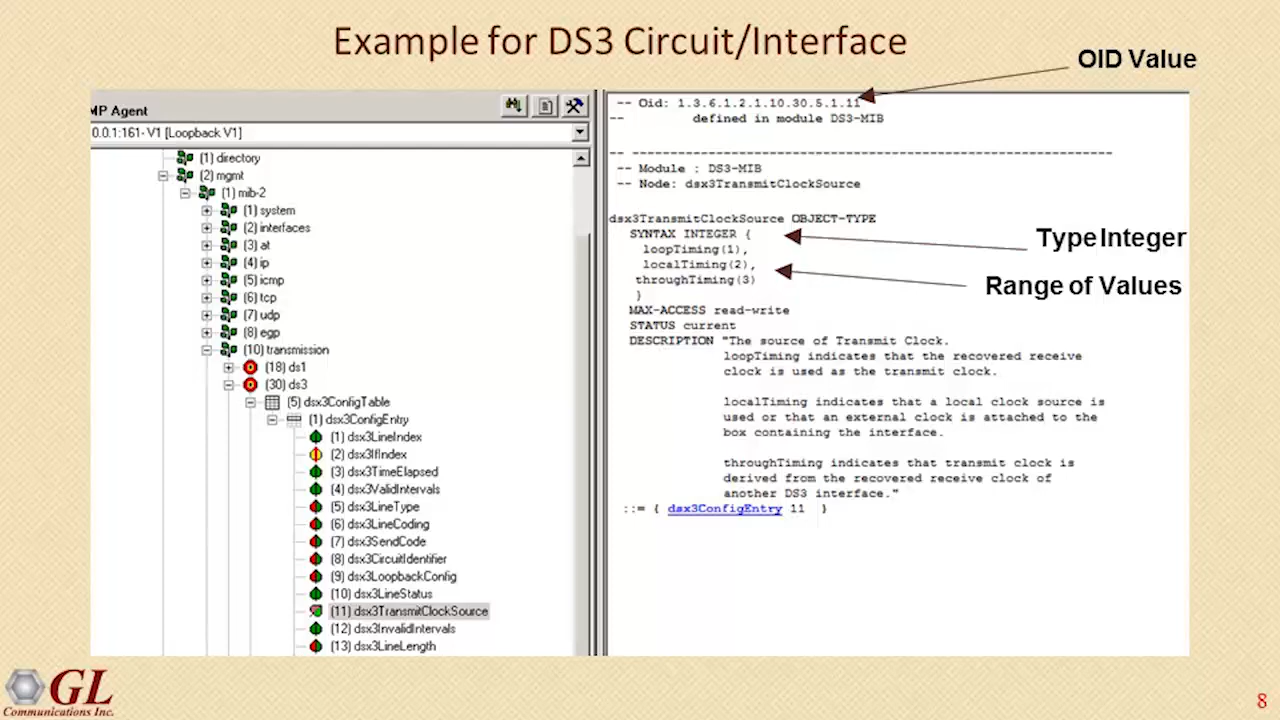 Example for DS3 Circuit/Interface
OID Value
MP Agent
0.0.1:161- V1 [Loopback V1]
(1) directory
(2) mgmt
(1) mib-2
(1) system
(2) interfaces
(3) at
(4) ip
(5) icmp
(6) tcp
(7) udp
(8) egp
(10) transmission
(18) ds1
(30) ds3
(5) dsx3ConfigTable
(1) dsx3ConfigEntry
(1) dsx3LineIndex
(2) dsx3IfIndex
(3) dsx3TimeElapsed
(4) dsx3ValidIntervals
(5) dsx3LineType
(6) dsx3LineCoding
(7) dsx3SendCode
(8) dsx3CircuitIdentifier
(9) dsx3LoopbackConfig
(10) dsx3LineStatus
(11) dsx3TransmitClockSource
(12) dsx3InvalidIntervals
(13) dsx3LineLength
-- Oid: 1.3.6.1.2.1.10.30.5.1.11
-- defined in module DS3-MIB
-- ---------------------------------------------------------
-- Module : DS3-MIB
-- Node: dsx3TransmitClockSource
dsx3TransmitClockSource OBJECT-TYPE
SYNTAX INTEGER {
loopTiming(1),
localTiming(2),
throughTiming(3)
}
MAX-ACCESS read-write
STATUS current
DESCRIPTION "The source of Transmit Clock.
loopTiming indicates that the recovered receive
clock is used as the transmit clock.
localTiming indicates that a local clock source is
used or that an external clock is attached to the
box containing the interface.
throughTiming indicates that transmit clock is
derived from the recovered receive clock of
another DS3 interface."
::= { dsx3ConfigEntry 11 }
Type Integer
Range of Values
GL
Communications Inc.
8